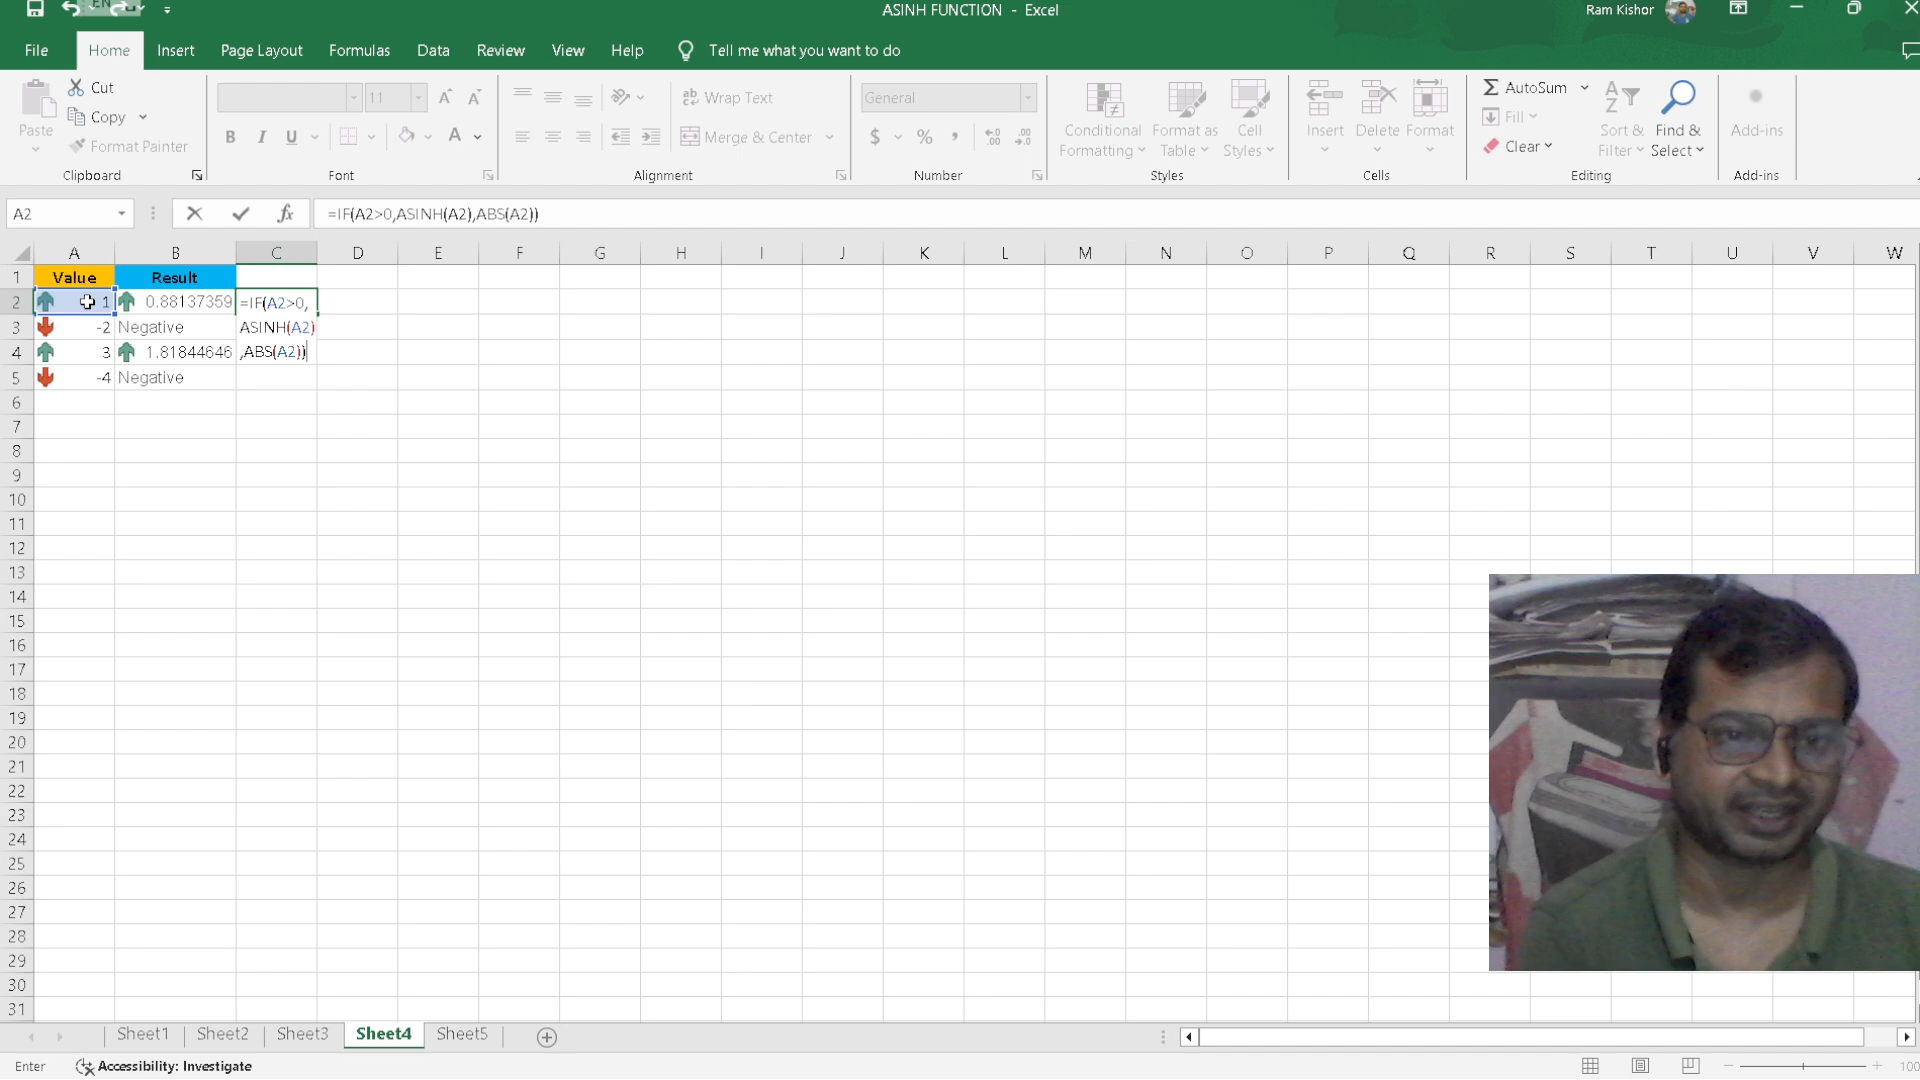 EN
ASINH FUNCTION - Excel
Ram Kishor
File Home Insert Page Layout Formulas Data Review View Help Tell me what you want to do
Paste
Cut
Copy
Format Painter
Clipboard
11
B I U A
Font
ab Wrap Text
Merge & Center
Alignment
General
$ % ,
Number
Conditional Formatting
Format as Table
Cell Styles
Styles
Insert Delete Format
Cells
AutoSum
Fill
Clear
Sort & Filter
Find & Select
Editing
Add-ins
Add-ins
A2 fx =IF(A2>0,ASINH(A2),ABS(A2))
A B C D E F G H I J K L M N O P Q R S T U V W
1 Value Result
2 1 0.88137359 =IF(A2>0,
3 -2 Negative ASINH(A2)
4 3 1.81844646 ,ABS(A2))
5 -4 Negative
6
7
8
9
10
11
12
13
14
15
16
17
18
19
20
21
22
23
24
25
26
27
28
29
30
31
Sheet1 Sheet2 Sheet3 Sheet4 Sheet5
Enter Accessibility: Investigate 100